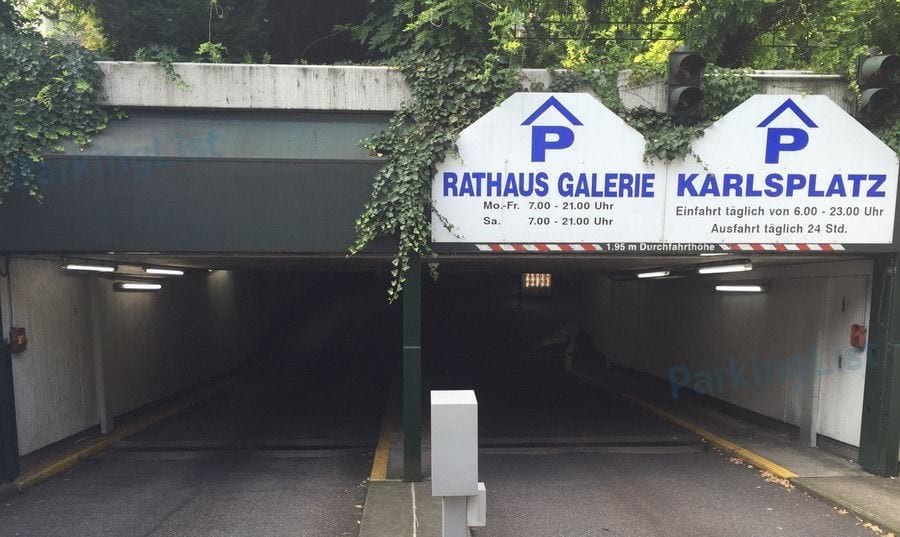 P
RATHAUS GALERIE
Mo.-Fr. 7.00 - 21.00 Uhr
Sa. 7.00 - 21.00 Uhr
P
KARLSPLATZ
Einfahrt täglich von 6.00 - 23.00 Uhr
Ausfahrt täglich 24 Std.
1.95 m Durchfahrtshöhe
ParkingList
ParkingList